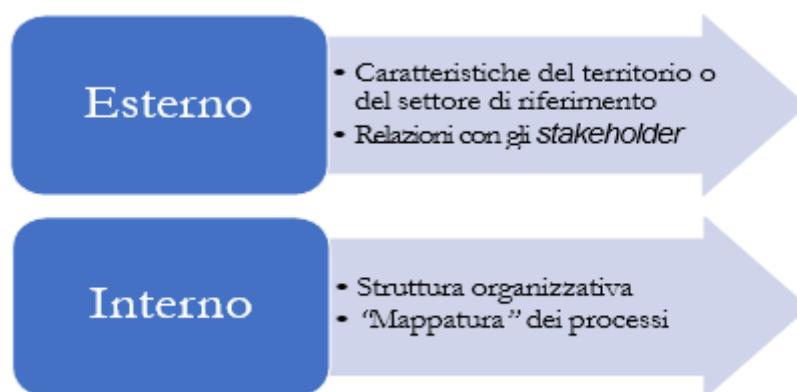 Esterno
• Caratteristiche del territorio o
del settore di riferimento
• Relazioni con gli stakeholder
Interno
• Struttura organizzativa
• “Mappatura” dei processi